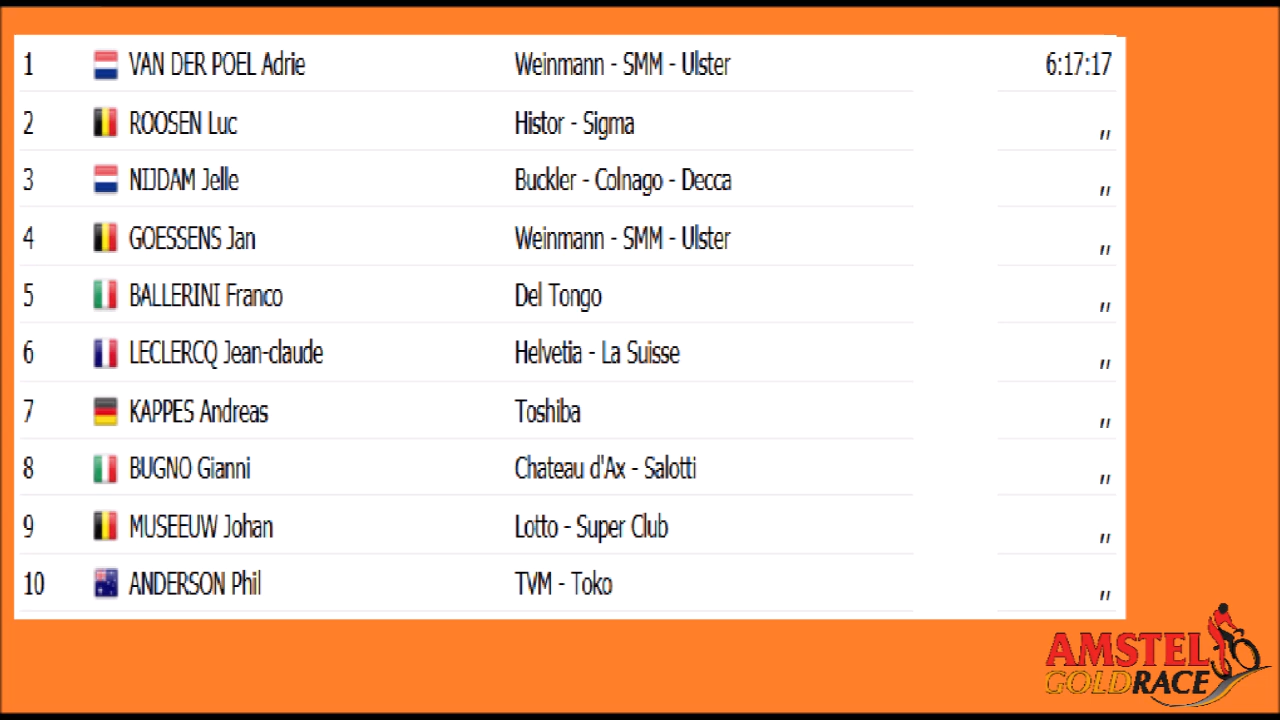 1 VAN DER POEL Adrie Weinmann - SMM - Ulster 6:17:17
2 ROOSEN Luc Histor - Sigma ,,
3 NIJDAM Jelle Buckler - Colnago - Decca ,,
4 GOESSENS Jan Weinmann - SMM - Ulster ,,
5 BALLERINI Franco Del Tongo ,,
6 LECLERCQ Jean-claude Helvetia - La Suisse ,,
7 KAPPES Andreas Toshiba ,,
8 BUGNO Gianni Chateau d'Ax - Salotti ,,
9 MUSEEUW Johan Lotto - Super Club ,,
10 ANDERSON Phil TVM - Toko ,,
AMSTEL
GOLDRACE